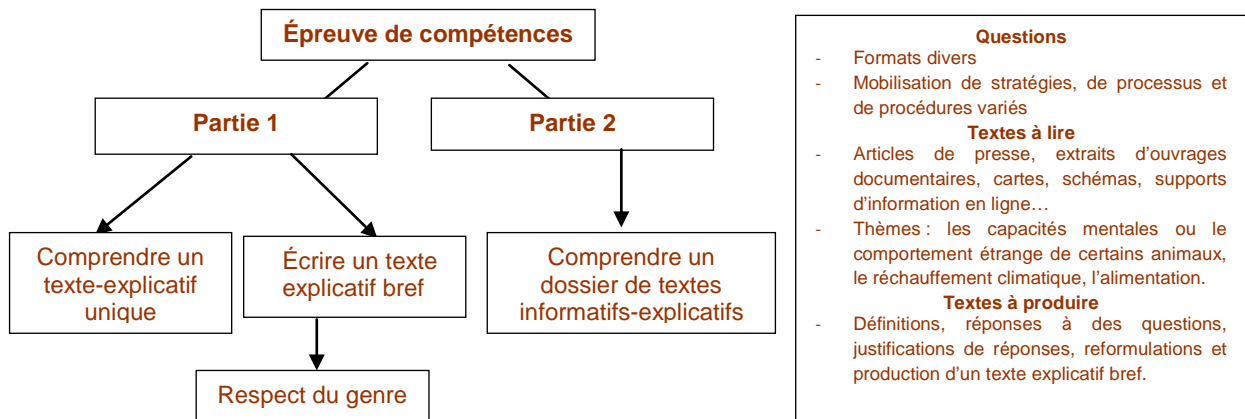 Épreuve de compétences
Partie 1
Partie 2
Comprendre un
texte-explicatif
unique
Écrire un texte
explicatif bref
Comprendre un
dossier de textes
informatifs-explicatifs
Respect du genre
Questions
- Formats divers
- Mobilisation de stratégies, de processus et
de procédures variés
Textes à lire
- Articles de presse, extraits d'ouvrages
documentaires, cartes, schémas, supports
d'information en ligne…
- Thèmes : les capacités mentales ou le
comportement étrange de certains animaux,
le réchauffement climatique, l'alimentation.
Textes à produire
- Définitions, réponses à des questions,
justifications de réponses, reformulations et
production d'un texte explicatif bref.